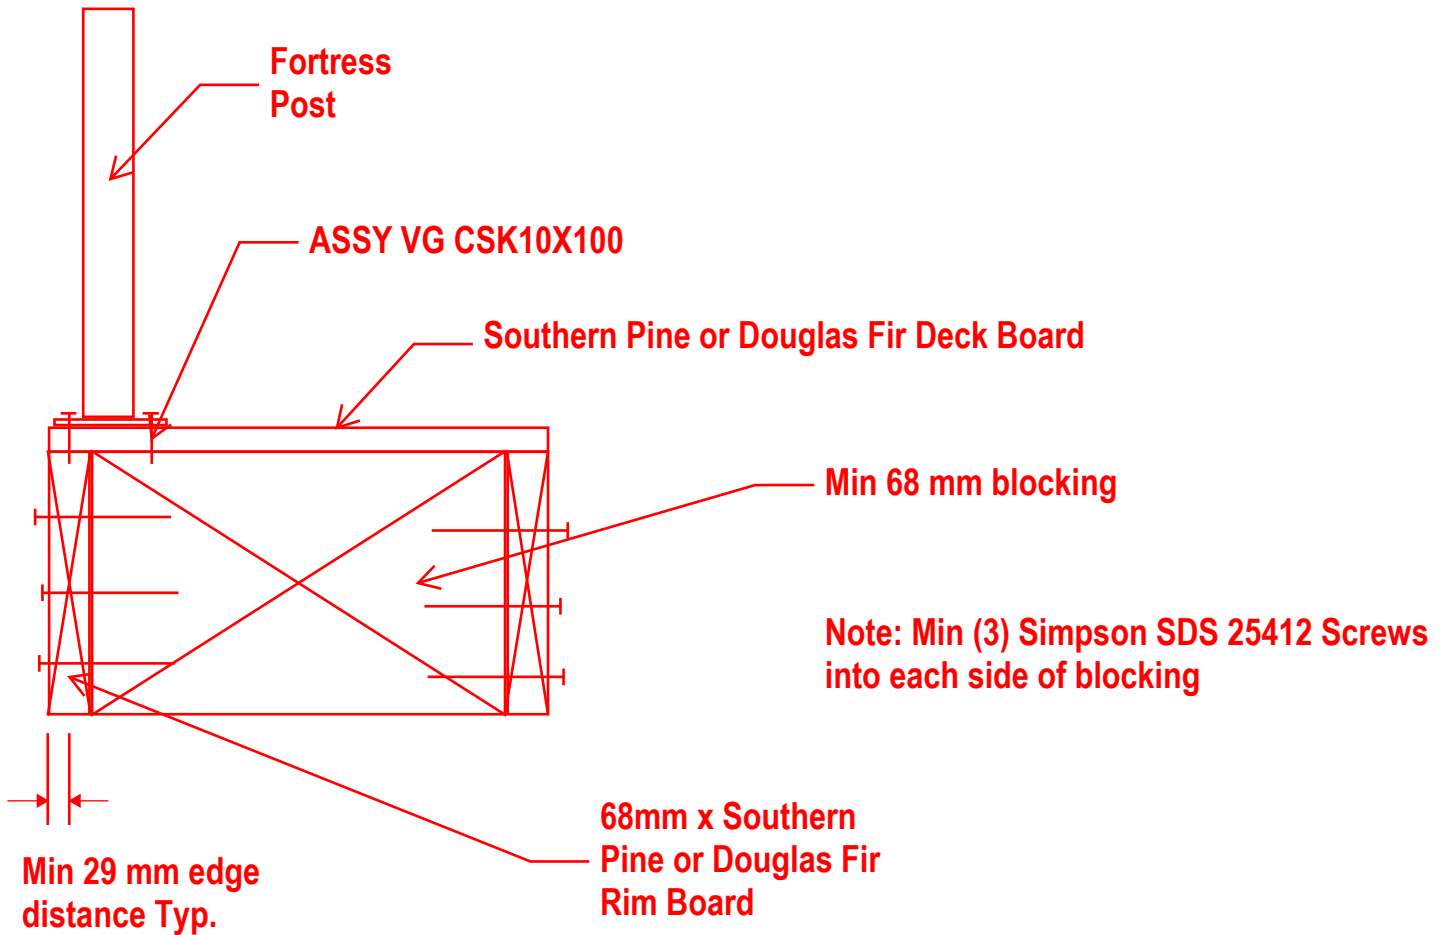 Fortress
Post
ASSY VG CSK10X100
Southern Pine or Douglas Fir Deck Board
Min 68 mm blocking
Note: Min (3) Simpson SDS 25412 Screws
into each side of blocking
68mm x Southern
Pine or Douglas Fir
Rim Board
Min 29 mm edge
distance Typ.